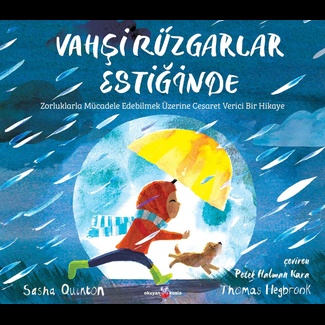 VAHŞİ RÜZGARLAR
ESTİĞİNDE
Zorluklarla Mücadele Edebilmek Üzerine Cesaret Verici Bir Hikaye
çeviren
Petek Halman Kara
Sasha Quinton
Thomas Hegbrook
okuyan koala